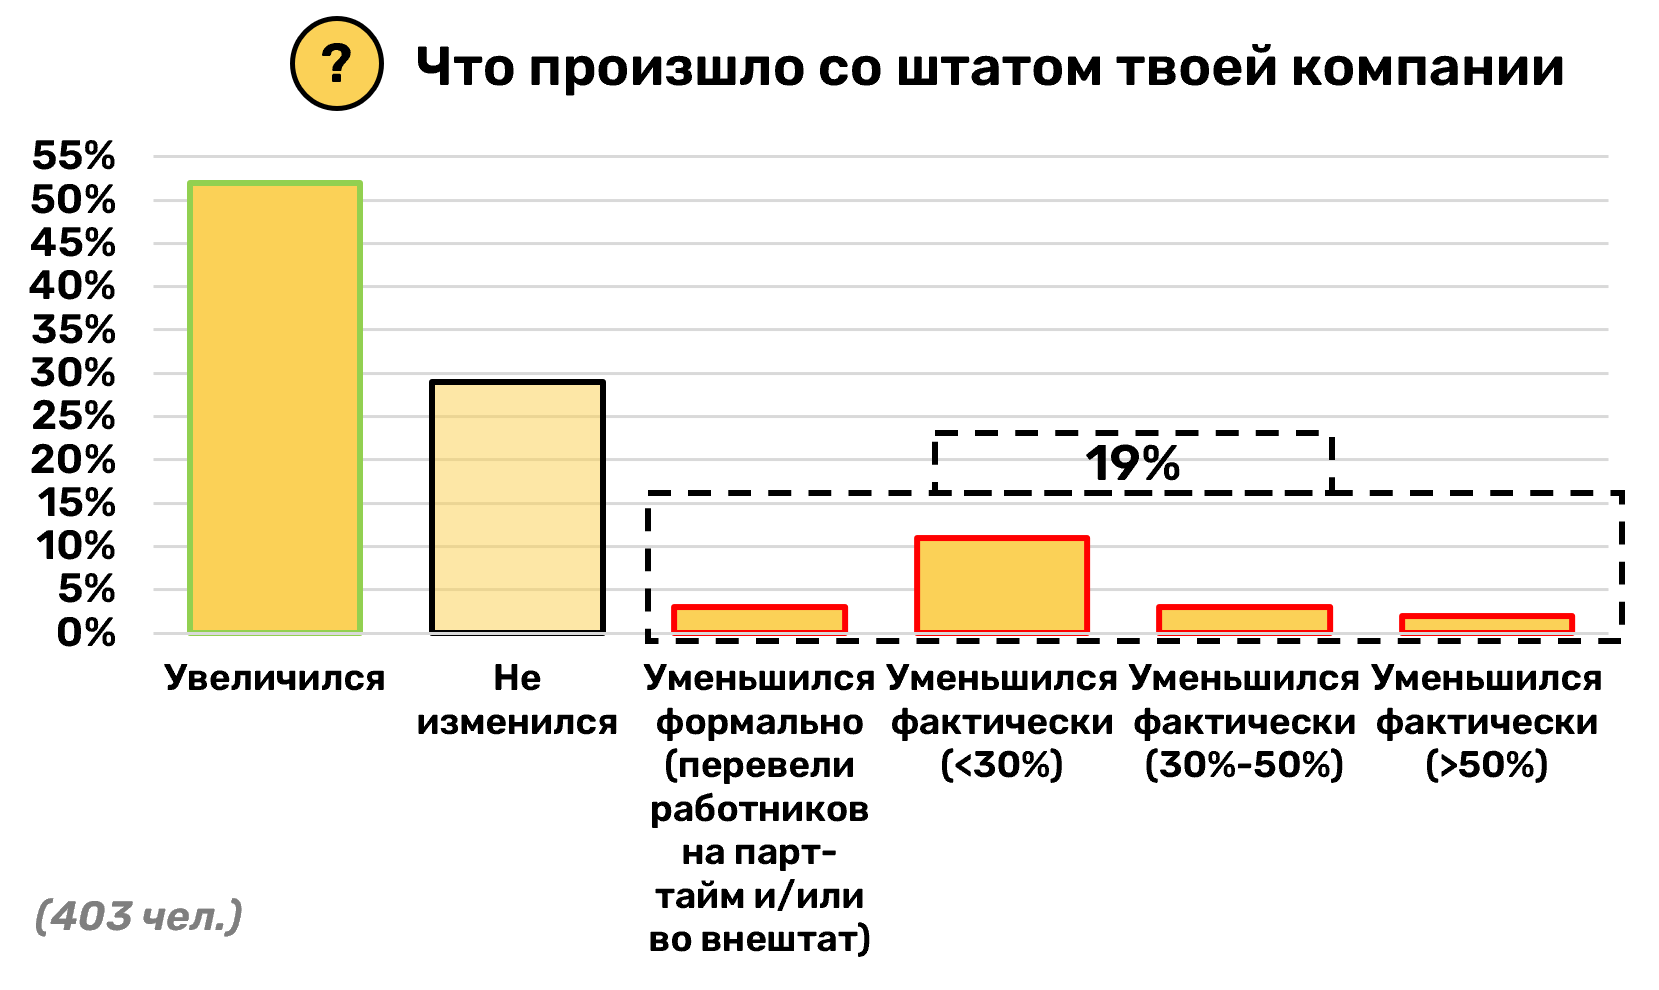 ?
Что произшло со штатом твоей компании
55%
50%
45%
40%
35%
30%
25%
20%
15%
10%
5%
0%
19%
Увеличился
Не
изменился
Уменьшился
формально
(перевели
работников
на парт-
тайм и/или
во внештат)
Уменьшился
фактически
(<30%)
Уменьшился
фактически
(30%-50%)
Уменьшился
фактически
(>50%)
(403 чел.)